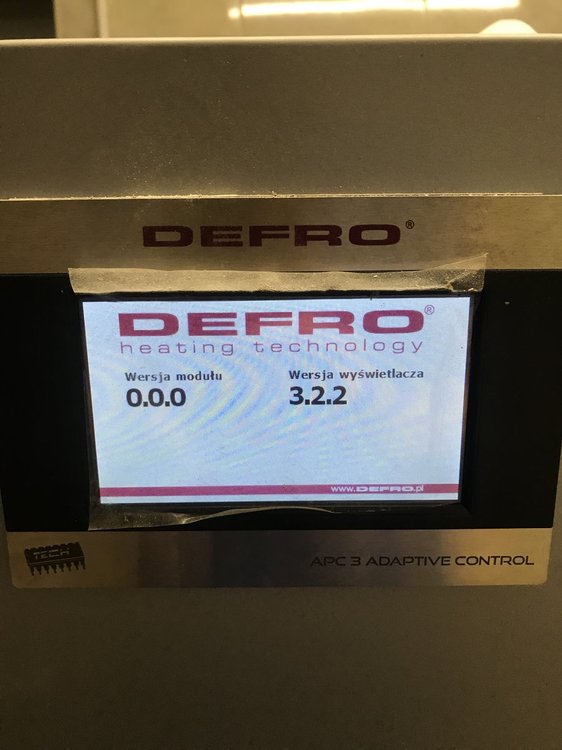 DEFRO®
DEFRO®
heating technology
Wersja modułu
0.0.0
Wersja wyświetlacza
3.2.2
www.DEFRO.pl
TECH
APC 3 ADAPTIVE CONTROL